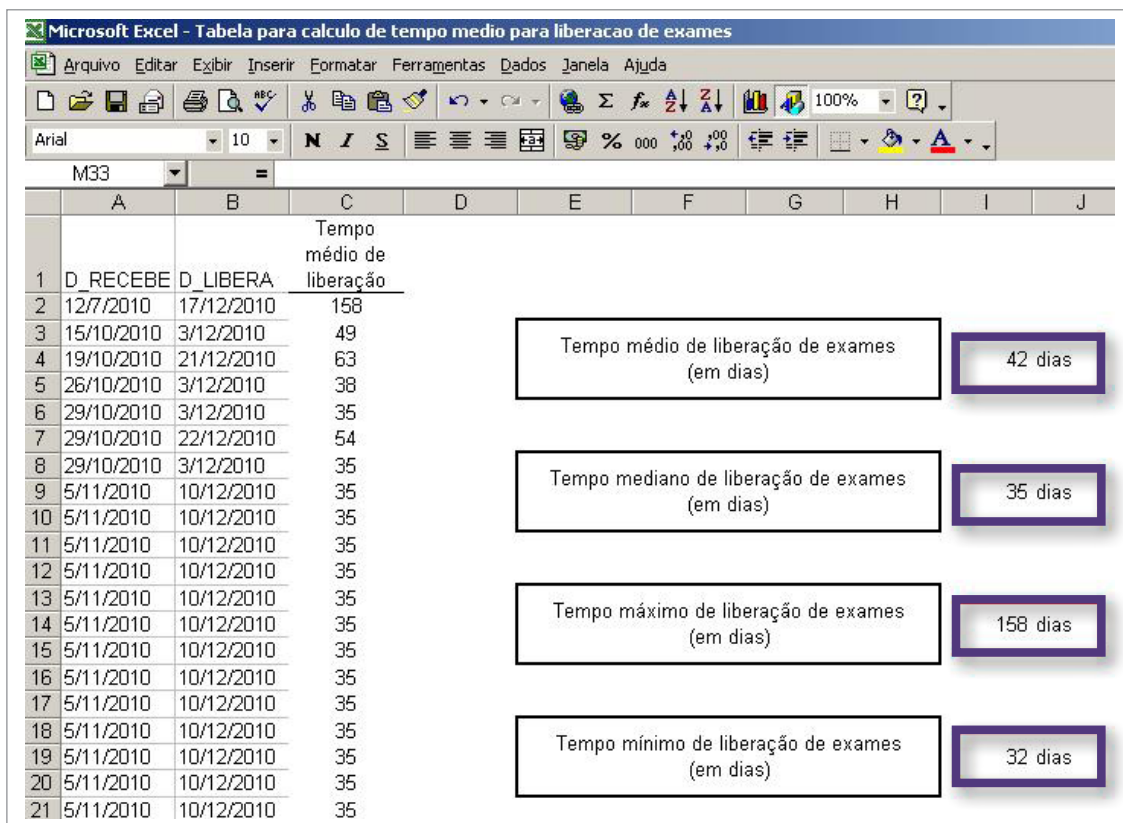 Microsoft Excel - Tabela para calculo de tempo medio para liberacao de exames
Arquivo Editar Exibir Inserir Formatar Ferramentas Dados Janela Ajuda
100%
Arial 10 N I S % 000
M33 =
A B C D E F G H I J
1 D_RECEBE D_LIBERA Tempo médio de liberação
2 12/7/2010 17/12/2010 158
3 15/10/2010 3/12/2010 49
4 19/10/2010 21/12/2010 63
5 26/10/2010 3/12/2010 38
6 29/10/2010 3/12/2010 35
7 29/10/2010 22/12/2010 54
8 29/10/2010 3/12/2010 35
9 5/11/2010 10/12/2010 35
10 5/11/2010 10/12/2010 35
11 5/11/2010 10/12/2010 35
12 5/11/2010 10/12/2010 35
13 5/11/2010 10/12/2010 35
14 5/11/2010 10/12/2010 35
15 5/11/2010 10/12/2010 35
16 5/11/2010 10/12/2010 35
17 5/11/2010 10/12/2010 35
18 5/11/2010 10/12/2010 35
19 5/11/2010 10/12/2010 35
20 5/11/2010 10/12/2010 35
21 5/11/2010 10/12/2010 35
Tempo médio de liberação de exames
(em dias)
42 dias
Tempo mediano de liberação de exames
(em dias)
35 dias
Tempo máximo de liberação de exames
(em dias)
158 dias
Tempo mínimo de liberação de exames
(em dias)
32 dias